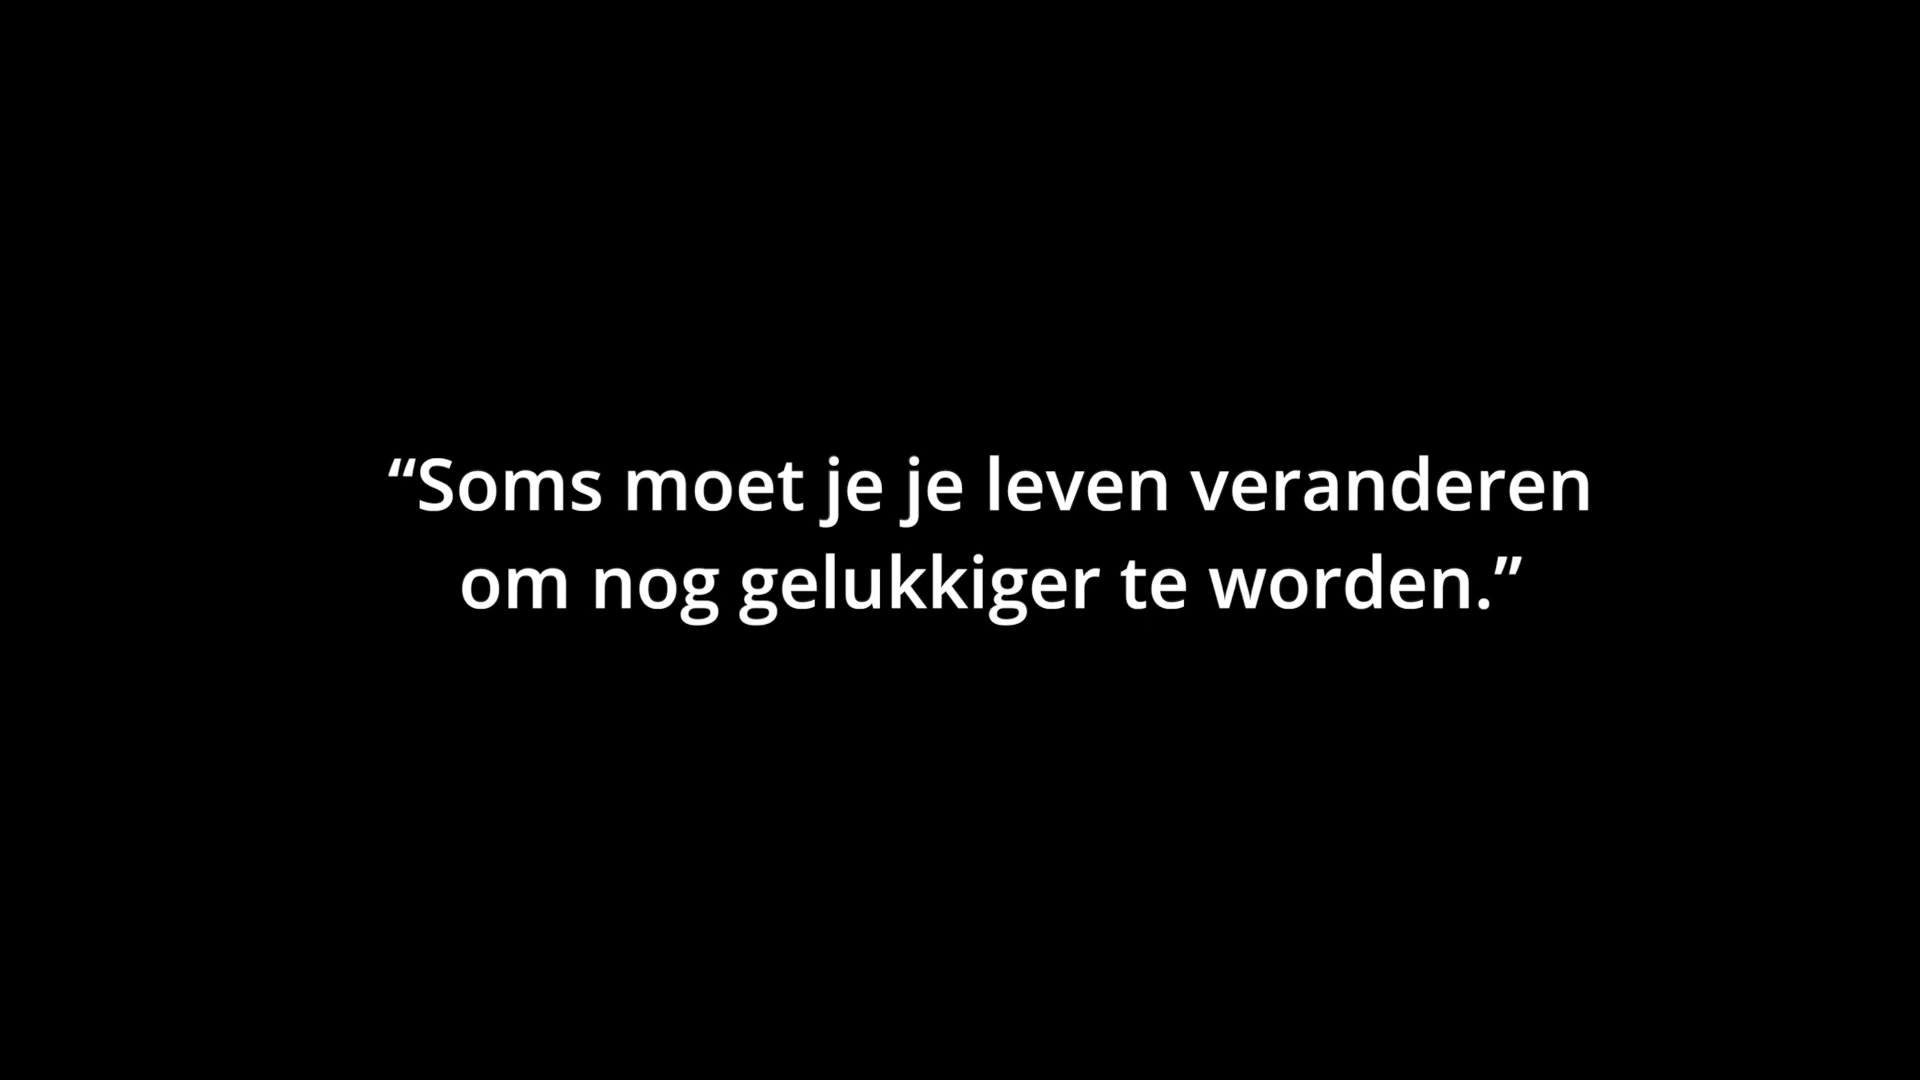 “Soms moet je je leven veranderen
om nog gelukkiger te worden.”